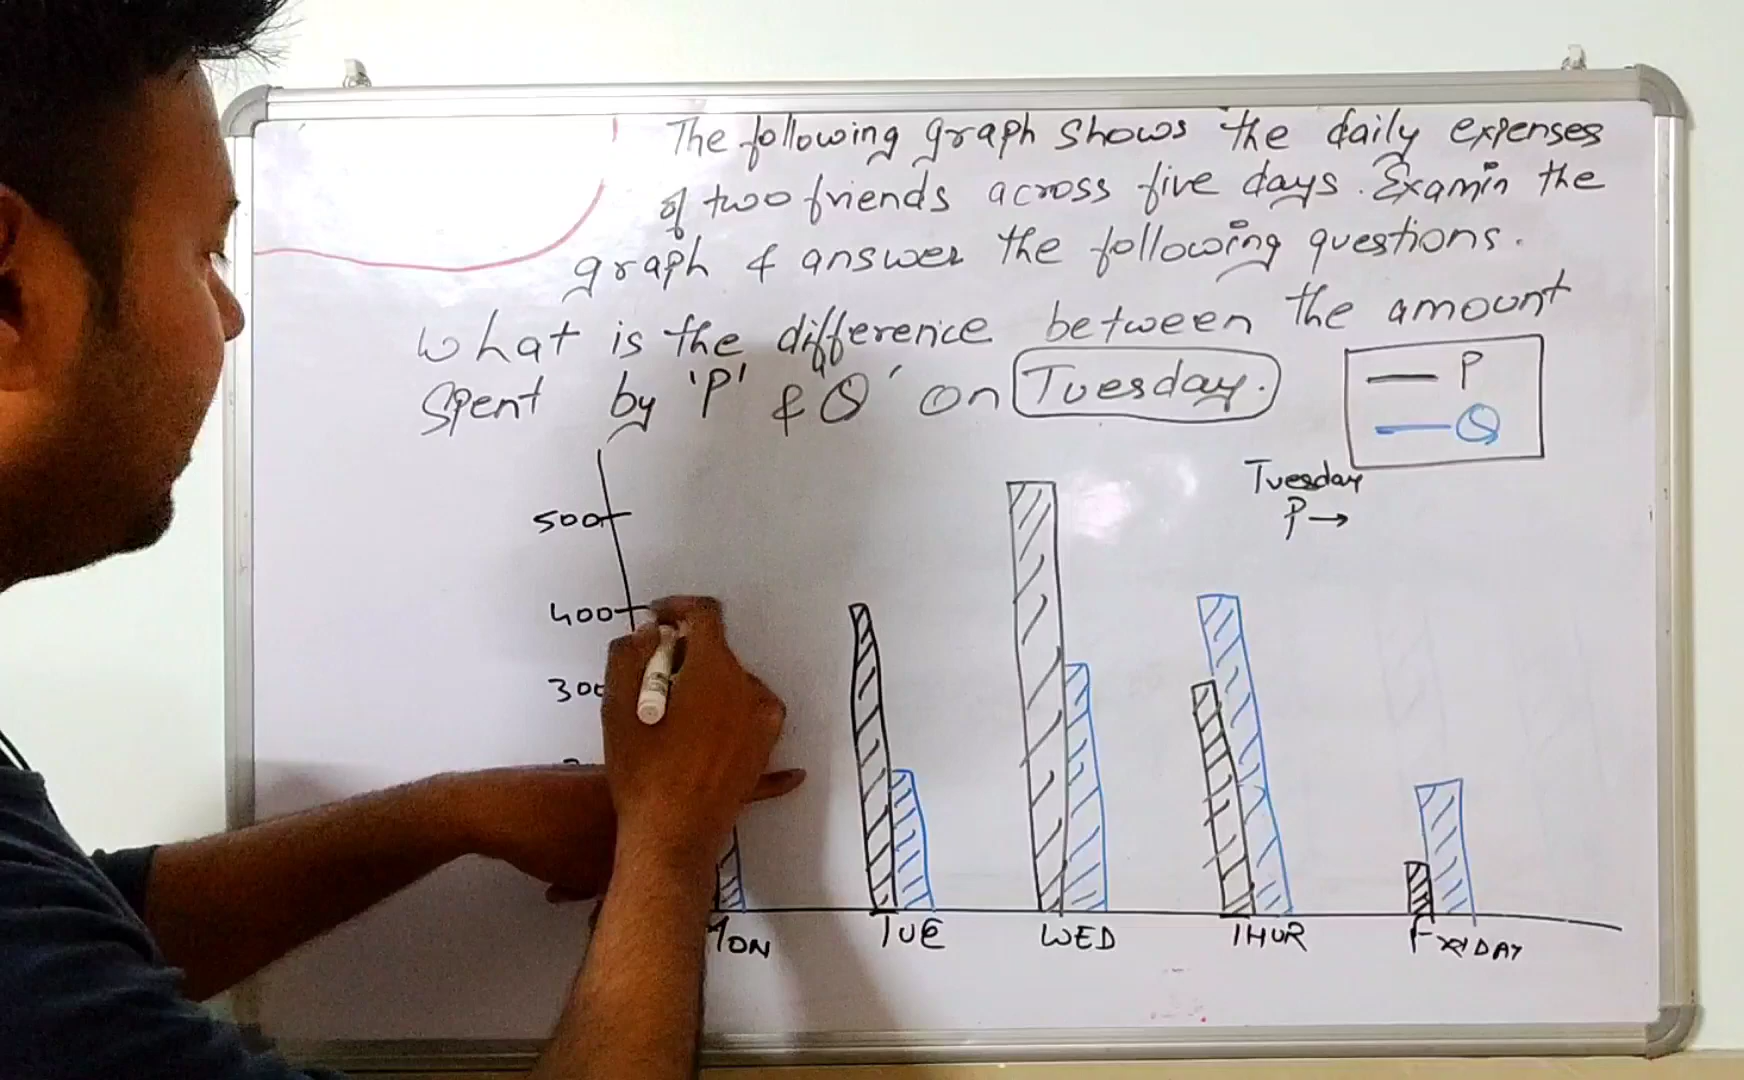 The following graph shows the daily expenses
of two friends across five days. Examin the
graph & answer the following questions.
What is the difference between the amount
Spent by 'P' & 'Q' on Tuesday.
P
Q
Tuesday
P →
500
400
300
MON TUE WED THUR FRIDAY